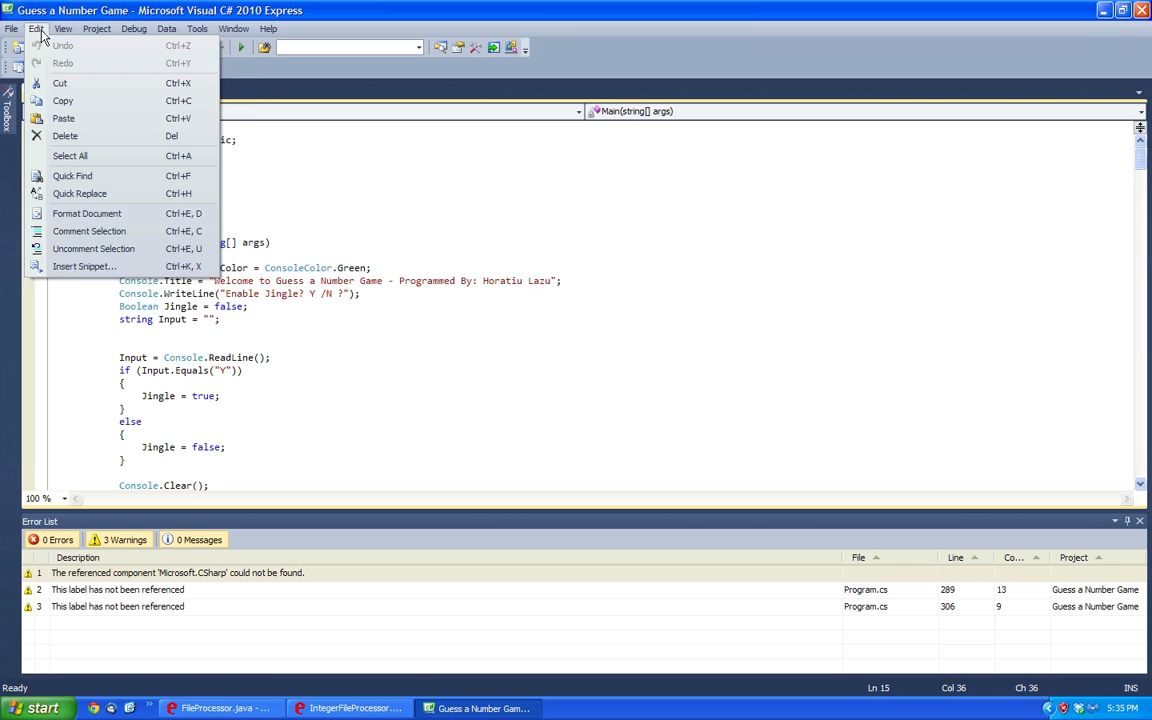 Guess a Number Game - Microsoft Visual C# 2010 Express
File Edit View Project Debug Data Tools Window Help
Undo Ctrl+Z
Redo Ctrl+Y
Cut Ctrl+X
Copy Ctrl+C
Paste Ctrl+V
Delete Del
Select All Ctrl+A
Quick Find Ctrl+F
Quick Replace Ctrl+H
Format Document Ctrl+E, D
Comment Selection Ctrl+E, C
Uncomment Selection Ctrl+E, U
Insert Snippet... Ctrl+K, X
Toolbox
Main(string[] args)
ic;
g[] args)
Color = ConsoleColor.Green;
Console.Title = "Welcome to Guess a Number Game - Programmed By: Horatiu Lazu";
Console.WriteLine("Enable Jingle? Y /N ?");
Boolean Jingle = false;
string Input = "";
Input = Console.ReadLine();
if (Input.Equals("Y"))
{
Jingle = true;
}
else
{
Jingle = false;
}
Console.Clear();
100 %
Error List
0 Errors 3 Warnings 0 Messages
Description File Line Co... Project
1 The referenced component 'Microsoft.CSharp' could not be found.
2 This label has not been referenced Program.cs 289 13 Guess a Number Game
3 This label has not been referenced Program.cs 306 9 Guess a Number Game
Ready Ln 15 Col 36 Ch 36 INS
start FileProcessor.java - ... IntegerFileProcessor.... Guess a Number Gam... 5:35 PM